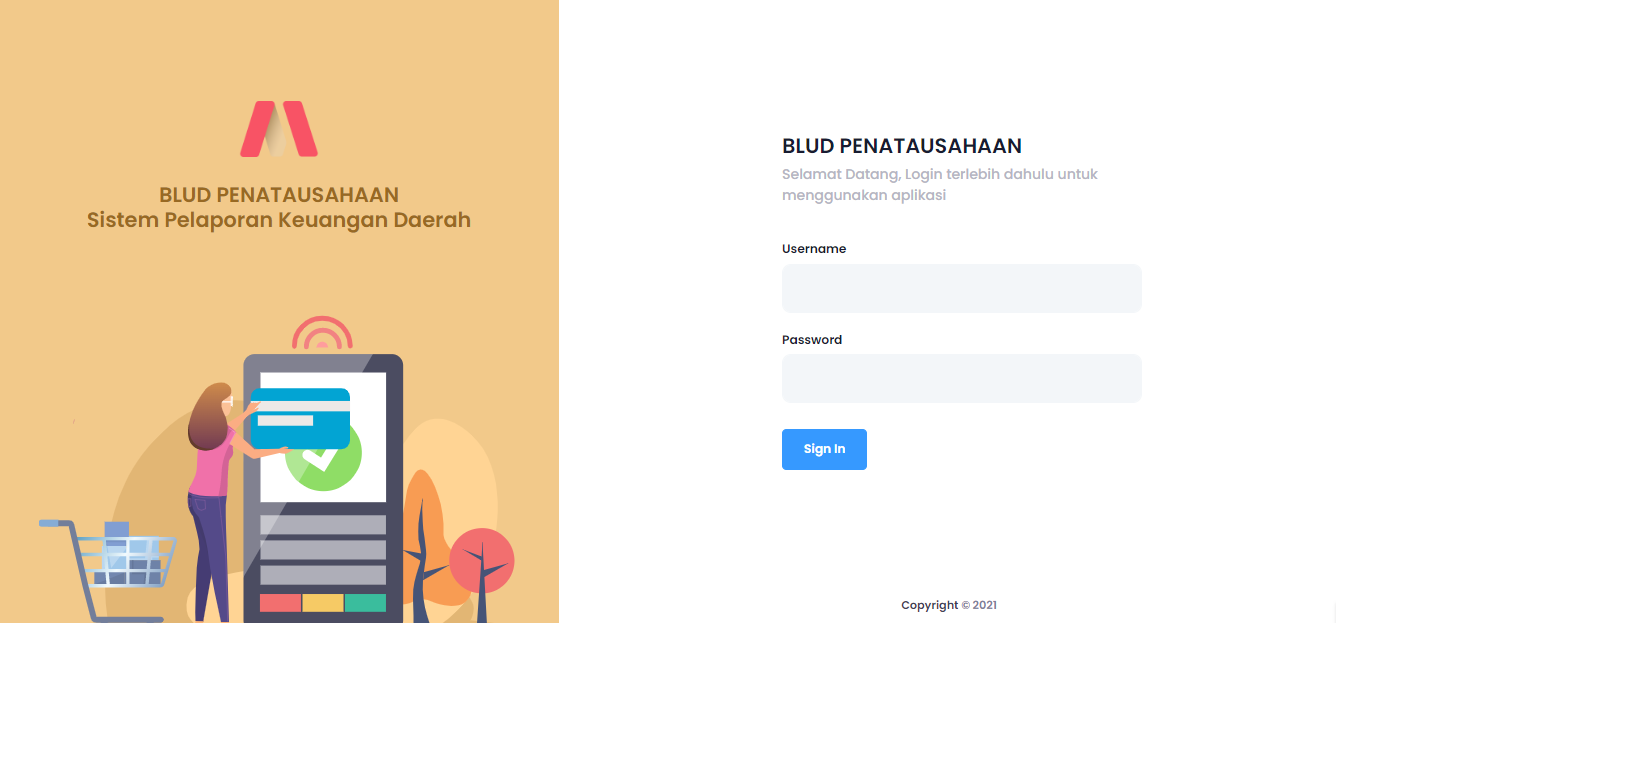 BLUD PENATAUSAHAAN
Sistem Pelaporan Keuangan Daerah
BLUD PENATAUSAHAAN
Selamat Datang, Login terlebih dahulu untuk
menggunakan aplikasi
Username
Password
Sign In
Copyright © 2021